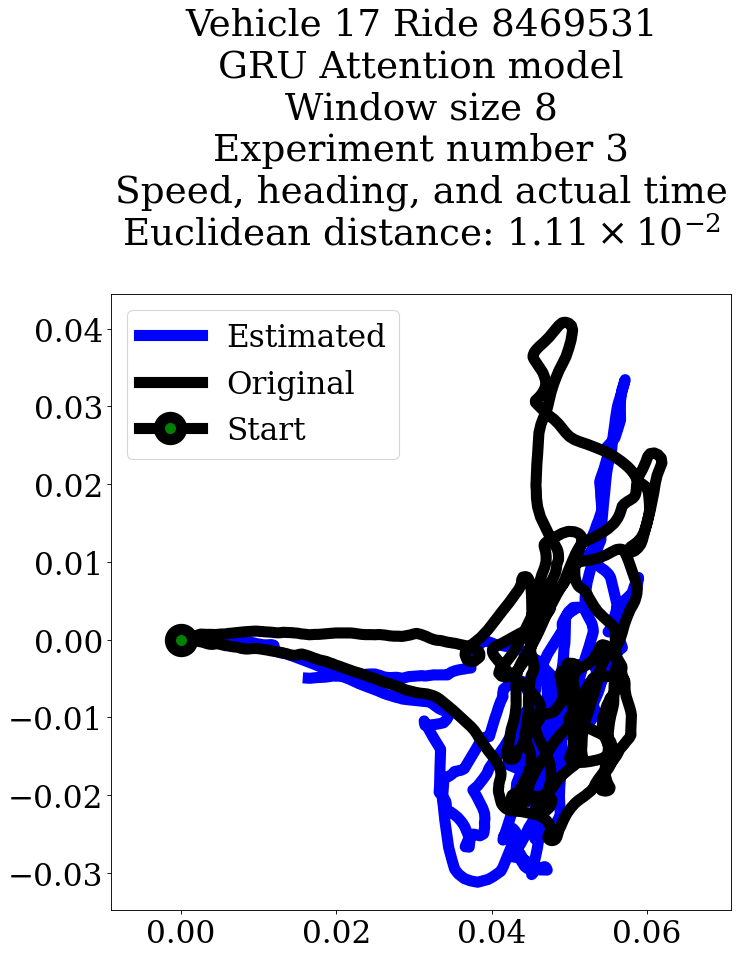 Vehicle 17 Ride 8469531
GRU Attention model
Window size 8
Experiment number 3
Speed, heading, and actual time
Euclidean distance: 1.11 × 10⁻²
Estimated
Original
Start
0.04
0.03
0.02
0.01
0.00
−0.01
−0.02
−0.03
0.00 0.02 0.04 0.06